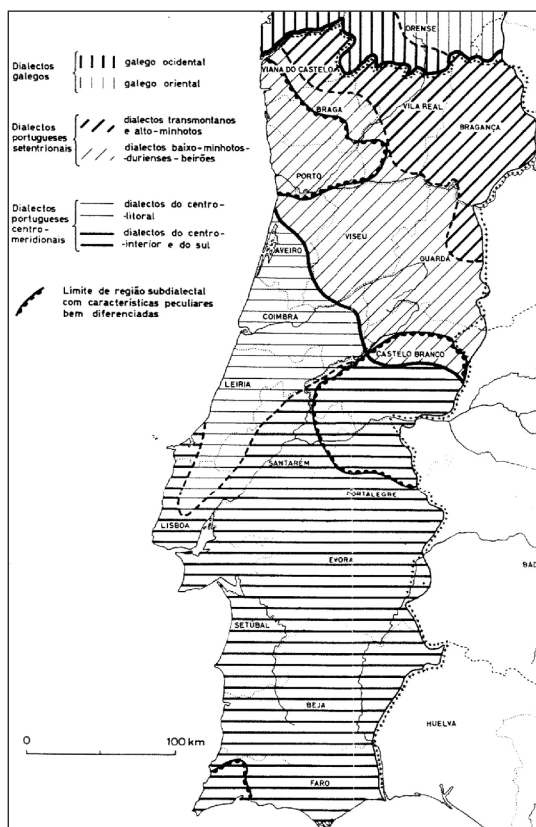 Dialectos
galegos
galego ocidental
galego oriental
Dialectos
portugueses
setentrionais
dialectos transmontanos
e alto-minhotos
dialectos baixo-minhotos-
-durienses-beirões
Dialectos
portugueses
centro-
meridionais
dialectos do centro-
-litoral
dialectos do centro-
-interior e do sul
Limite de região subdialectal
com características peculiares
bem diferenciadas
ORENSE
VIANA DO CASTELO
BRAGA
VILA REAL
BRAGANÇA
PORTO
VISEU
AVEIRO
GUARDA
COIMBRA
CASTELO BRANCO
LEIRIA
SANTARÉM
PORTALEGRE
LISBOA
EVORA
BAD
SETÚBAL
BEJA
HUELVA
0 100 km
FARO